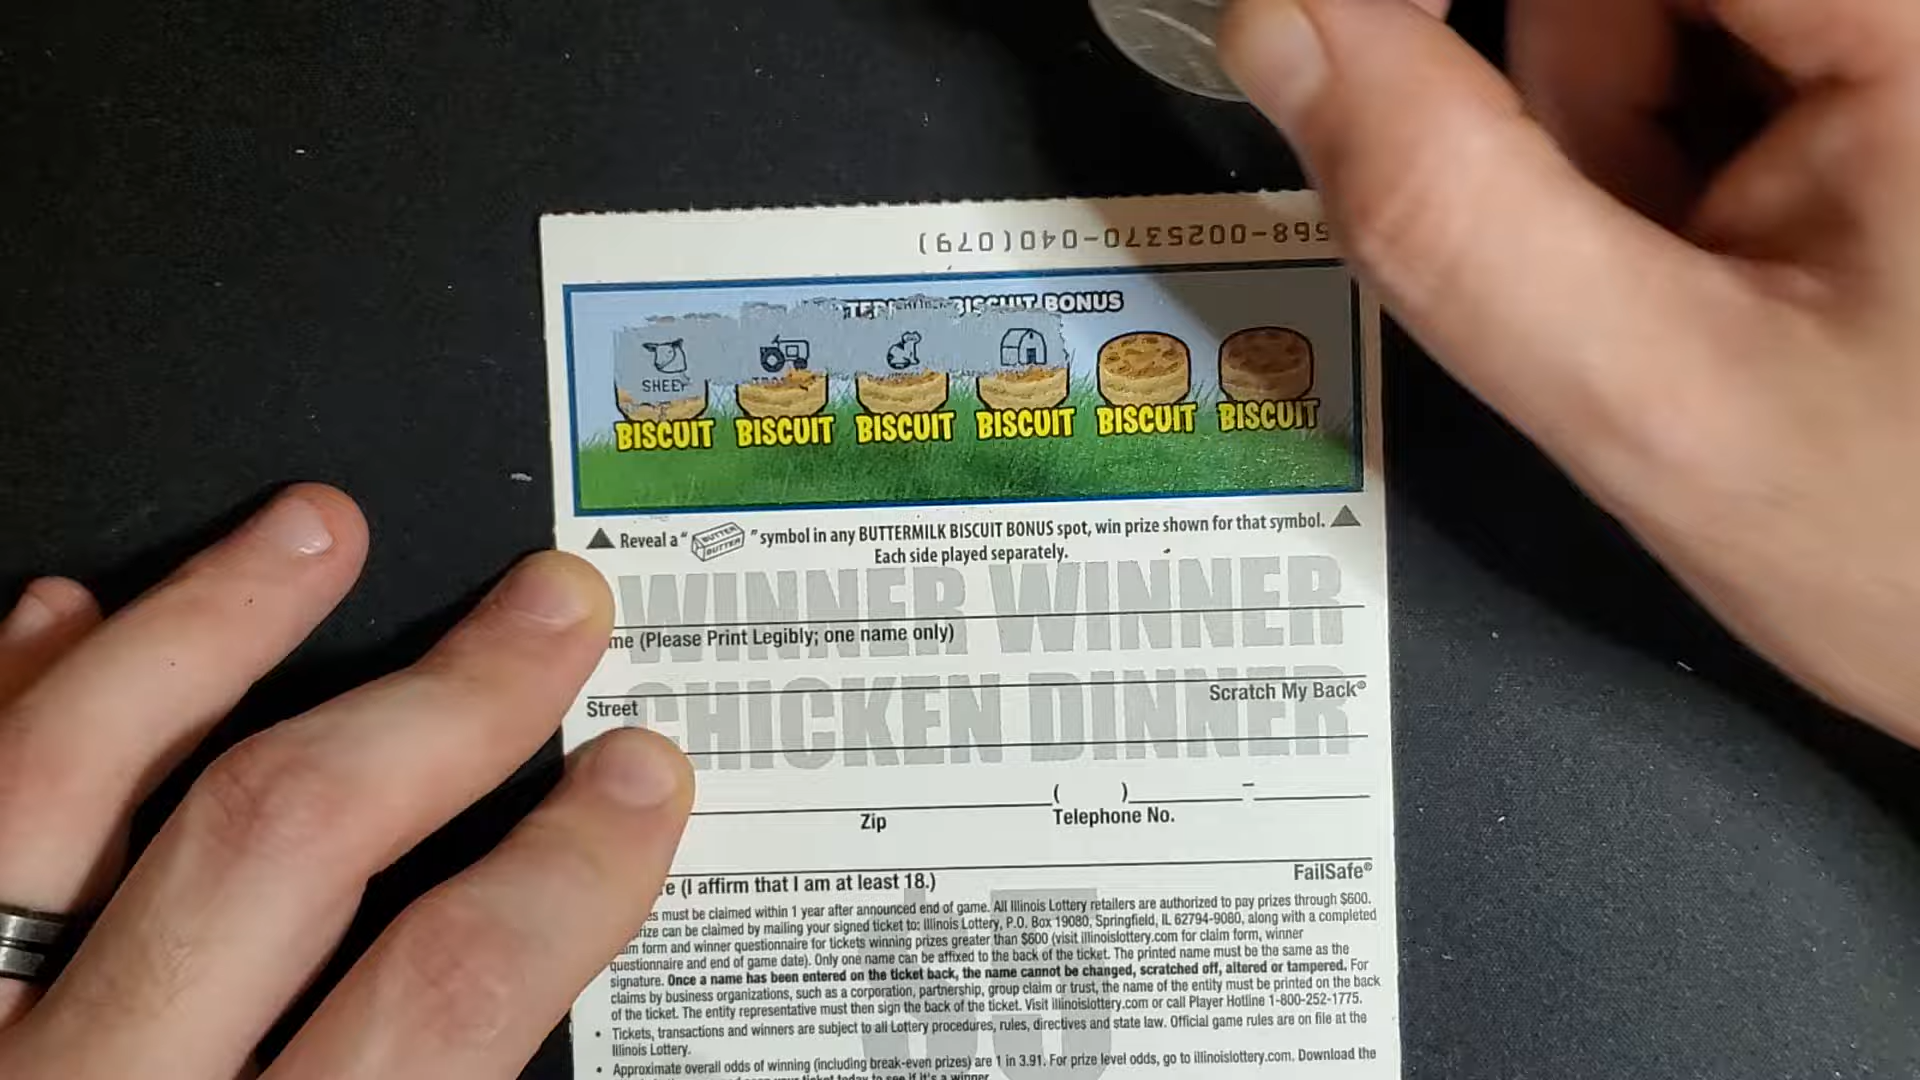 568-0025370-040(079)
BISCUIT BONUS
SHEEP
BISCUIT BISCUIT BISCUIT BISCUIT BISCUIT BISCUIT
Reveal a "BUTTER BUTTER" symbol in any BUTTERMILK BISCUIT BONUS spot, win prize shown for that symbol.
Each side played separately.
WINNER WINNER
me (Please Print Legibly; one name only)
CHICKEN DINNER
Scratch My Back®
Street
( ) –
Zip Telephone No.
FailSafe®
e (I affirm that I am at least 18.)
es must be claimed within 1 year after announced end of game. All Illinois Lottery retailers are authorized to pay prizes through $600.
rize can be claimed by mailing your signed ticket to: Illinois Lottery, P.O. Box 19080, Springfield, IL 62794-9080, along with a completed
im form and winner questionnaire for tickets winning prizes greater than $600 (visit illinoislottery.com for claim form, winner
questionnaire and end of game date). Only one name can be affixed to the back of the ticket. The printed name must be the same as the
signature. Once a name has been entered on the ticket back, the name cannot be changed, scratched off, altered or tampered. For
claims by business organizations, such as a corporation, partnership, group claim or trust, the name of the entity must be printed on the back
of the ticket. The entity representative must then sign the back of the ticket. Visit illinoislottery.com or call Player Hotline 1-800-252-1775.
• Tickets, transactions and winners are subject to all Lottery procedures, rules, directives and state law. Official game rules are on file at the
Illinois Lottery.
• Approximate overall odds of winning (including break-even prizes) are 1 in 3.91. For prize level odds, go to illinoislottery.com. Download the
your ticket today to see if it's a winner.